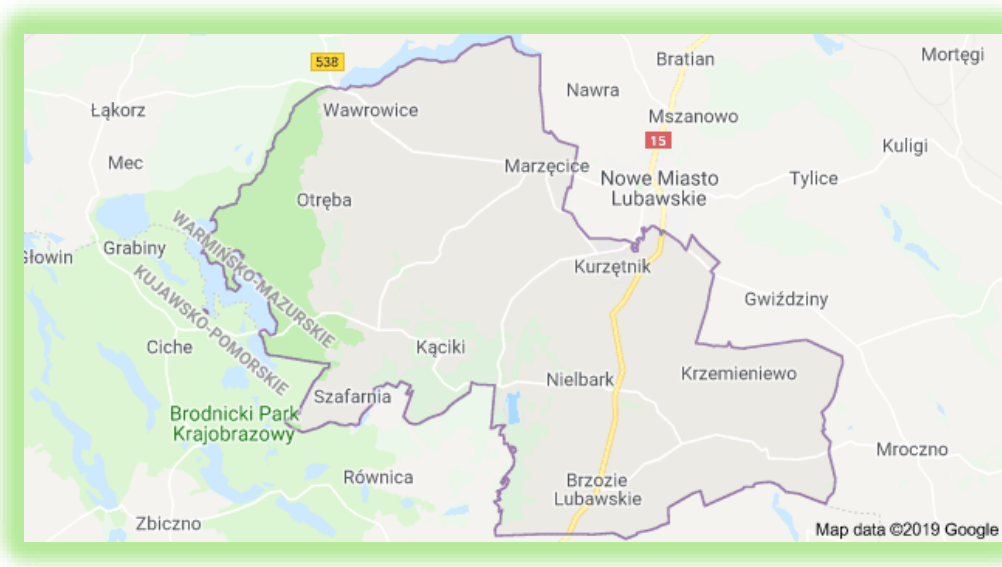 Bratian
Mortęgi
538
Nawra
Łąkorz
Wawrowice
Mszanowo
15
Kuligi
Mec
Marzęcice
Nowe Miasto
Lubawskie
Tylice
Otręba
WARMIŃSKO-MAZURSKIE
Grabiny
Głowin
KUJAWSKO-POMORSKIE
Kurzętnik
Gwiździny
Ciche
Kąciki
Nielbark
Krzemieniewo
Szafarnia
Brodnicki Park
Krajobrazowy
Mroczno
Równica
Brzozie
Lubawskie
Zbiczno
Map data ©2019 Google